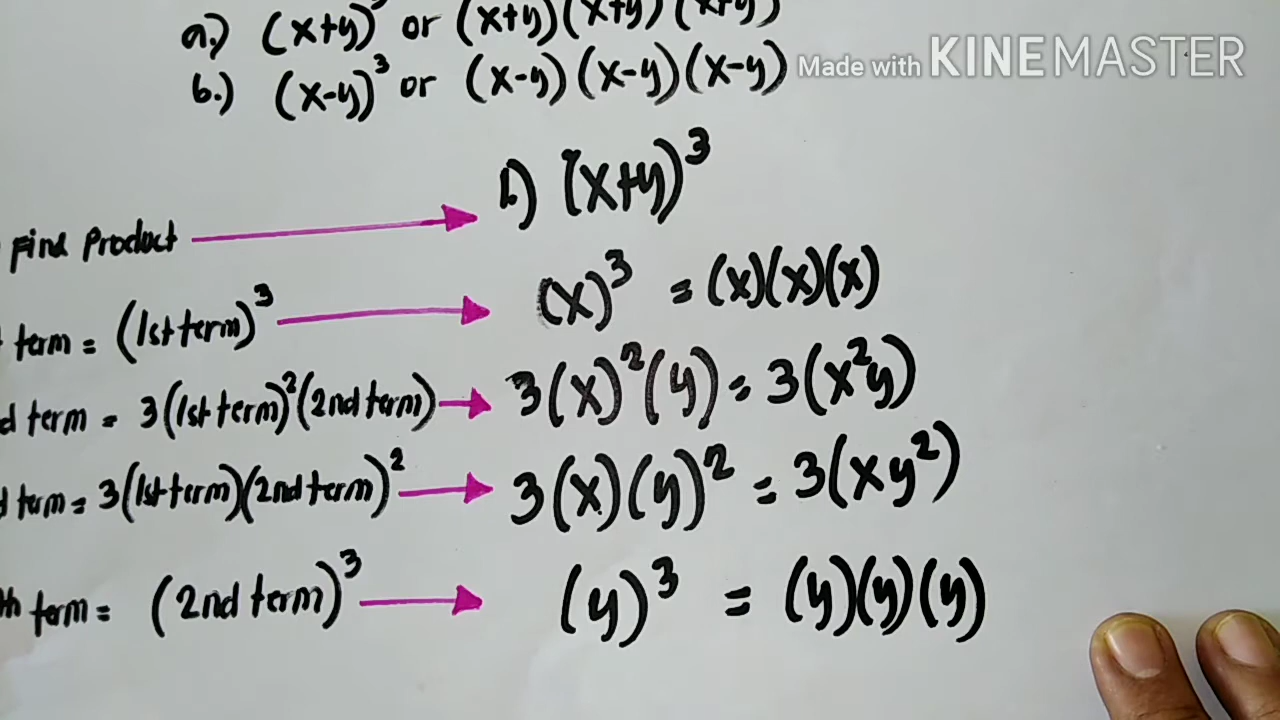 a.) (x+y)³ or (x+y)(x+y)(x+y)
b.) (x-y)³ or (x-y)(x-y)(x-y)
Made with KINEMASTER
1.) (x+y)³
Find Product
term = (1st term)³ (x)³ = (x)(x)(x)
d term = 3(1st term)²(2nd term) 3(x)²(y) = 3(x²y)
d term = 3(1st term)(2nd term)² 3(x)(y)² = 3(xy²)
th term = (2nd term)³ (y)³ = (y)(y)(y)